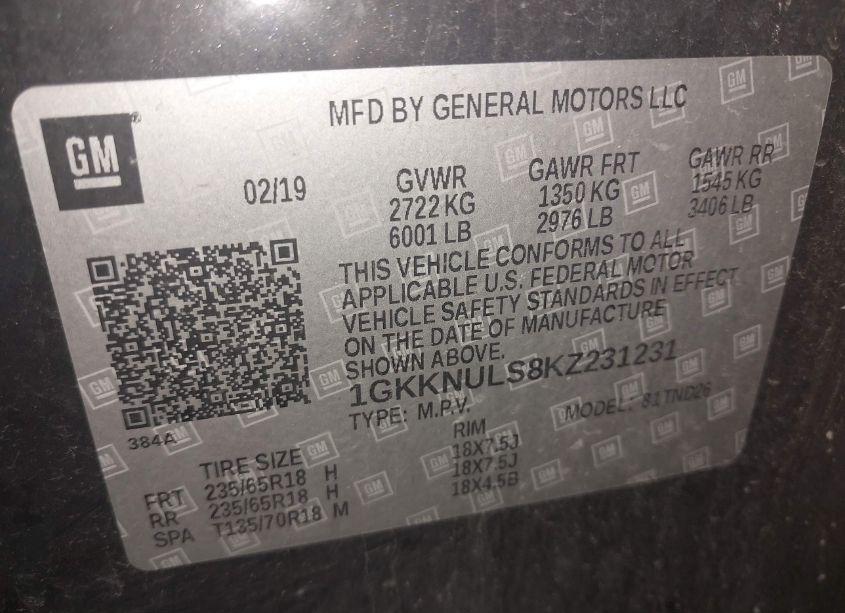 MFD BY GENERAL MOTORS LLC
GM
02/19
GVWR
2722 KG
6001 LB
GAWR FRT
1350 KG
2976 LB
GAWR RR
1545 KG
3406 LB
THIS VEHICLE CONFORMS TO ALL
APPLICABLE U.S. FEDERAL MOTOR
VEHICLE SAFETY STANDARDS IN EFFECT
ON THE DATE OF MANUFACTURE
SHOWN ABOVE.
1GKKNULS8KZ231231
TYPE: M.P.V. MODEL: 81TND26
384A
TIRE SIZE RIM
FRT 235/65R18 H 18X7.5J
RR 235/65R18 H 18X7.5J
SPA T135/70R18 M 18X4.5B